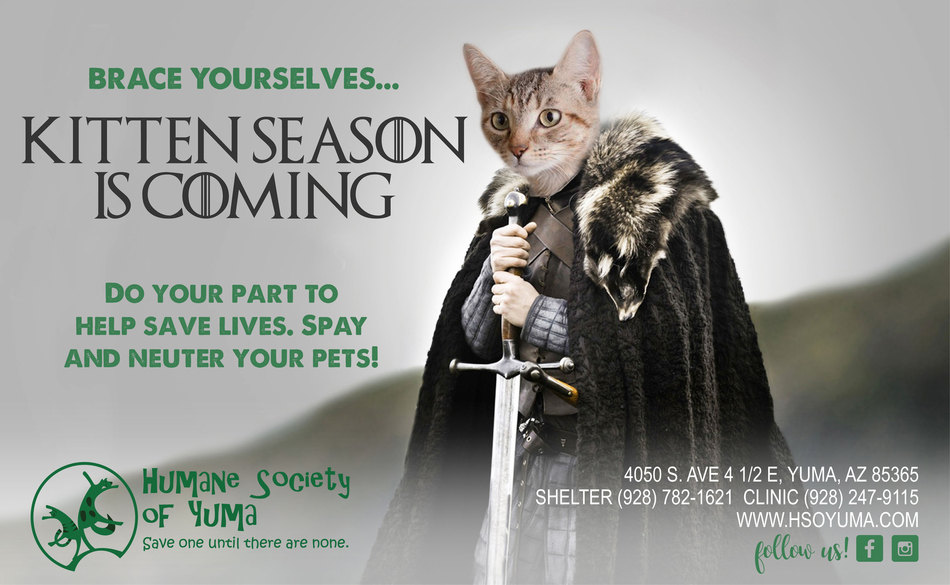 BRACE YOURSELVES...
KITTEN SEASON
IS COMING
DO YOUR PART TO
HELP SAVE LIVES. SPAY
AND NEUTER YOUR PETS!
HUMANE SOCIETY
OF YUMA
Save one until there are none.
4050 S. AVE 4 1/2 E, YUMA, AZ 85365
SHELTER (928) 782-1621 CLINIC (928) 247-9115
WWW.HSOYUMA.COM
follow us!